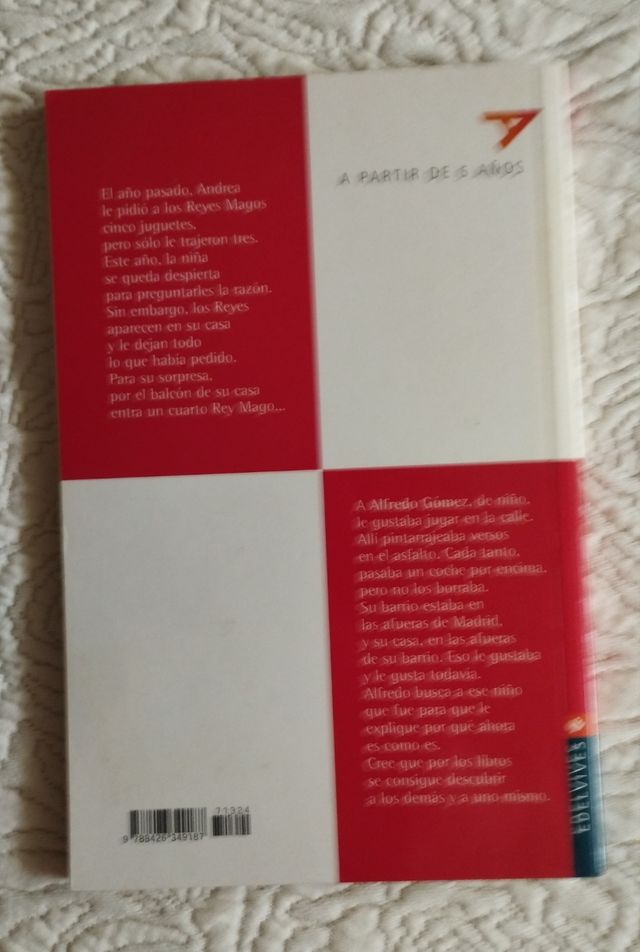 El año pasado, Andrea
le pidió a los Reyes Magos
cinco juguetes,
pero sólo le trajeron tres.
Este año, la niña
se queda despierta
para preguntarles la razón.
Sin embargo, los Reyes
aparecen en su casa
y le dejan todo
lo que había pedido.
Para su sorpresa,
por el balcón de su casa
entra un cuarto Rey Mago...
A PARTIR DE 5 AÑOS
A Alfredo Gómez, de niño,
le gustaba jugar en la calle.
Allí pintarrajeaba versos
en el asfalto. Cada tanto,
pasaba un coche por encima,
pero no los borraba.
Su barrio estaba en
las afueras de Madrid,
y su casa, en las afueras
de su barrio. Eso le gustaba
y le gusta todavía.
Alfredo busca a ese niño
que fue para que le
explique por qué ahora
es como es.
Cree que por los libros
se consigue descubrir
a los demás y a uno mismo.
71324
9 788426 349187
EDELVIVES